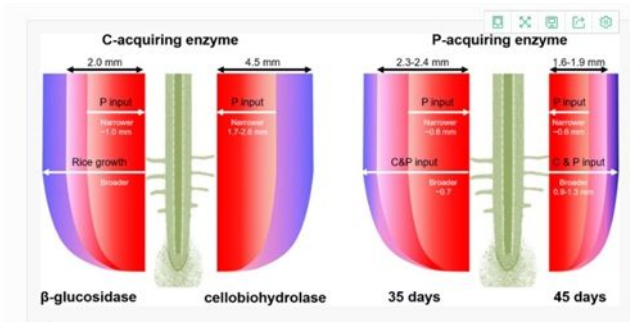 C-acquiring enzyme
P-acquiring enzyme
2.0 mm
4.5 mm
2.3-2.4 mm
1.6-1.9 mm
P input
Narrower
~1.0 mm
P input
Narrower
1.7-2.6 mm
P input
Narrower
~0.6 mm
P input
Narrower
~0.6 mm
Rice growth
Broader
C&P input
Broader
~0.7
C & P input
Broader
0.9-1.3 mm
β-glucosidase
cellobiohydrolase
35 days
45 days